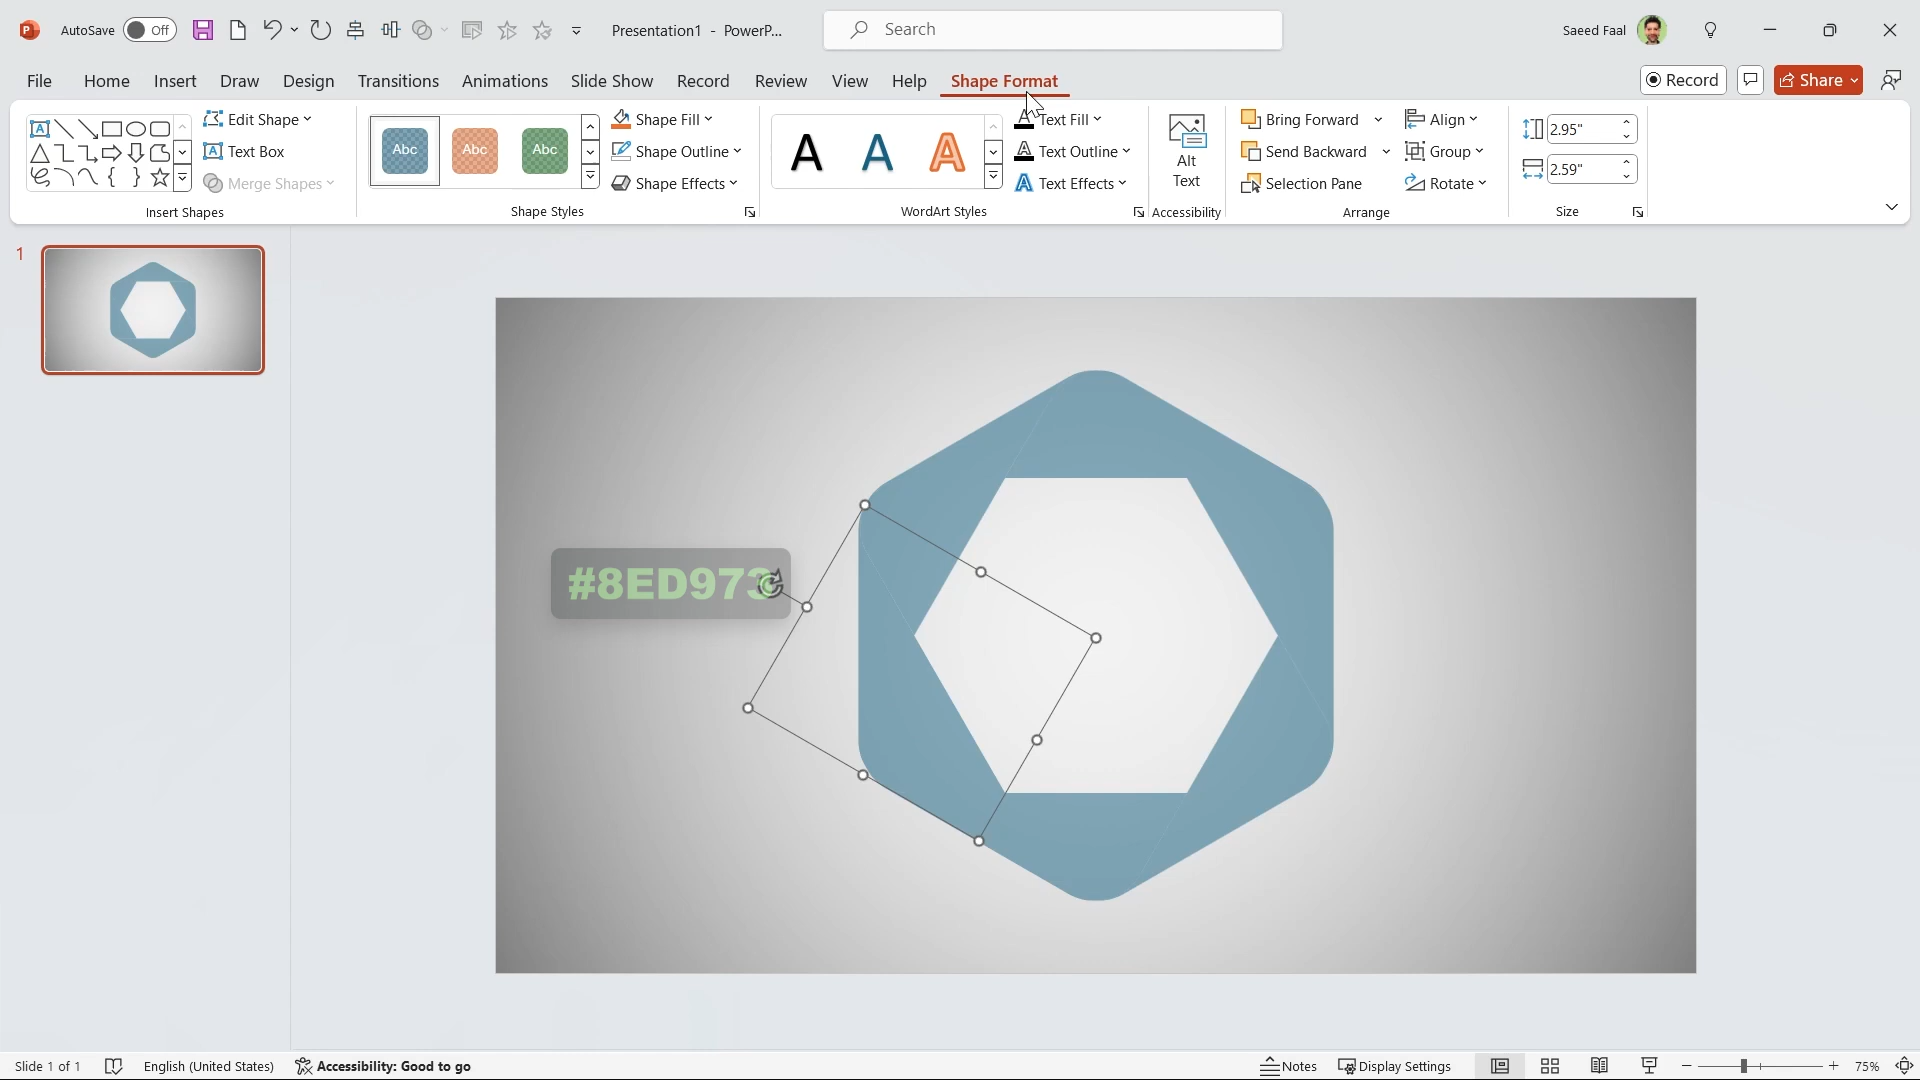 AutoSave Off Presentation1 - PowerP... Search Saeed Faal
File Home Insert Draw Design Transitions Animations Slide Show Record Review View Help Shape Format Record Share
Edit Shape
Text Box
Merge Shapes
Insert Shapes
Abc Abc Abc
Shape Fill
Shape Outline
Shape Effects
Shape Styles
A A A
Text Fill
Text Outline
Text Effects
WordArt Styles
Alt
Text
Accessibility
Bring Forward
Send Backward
Selection Pane
Align
Group
Rotate
Arrange
2.95"
2.59"
Size
1
#8ED973
Slide 1 of 1 English (United States) Accessibility: Good to go Notes Display Settings 75%